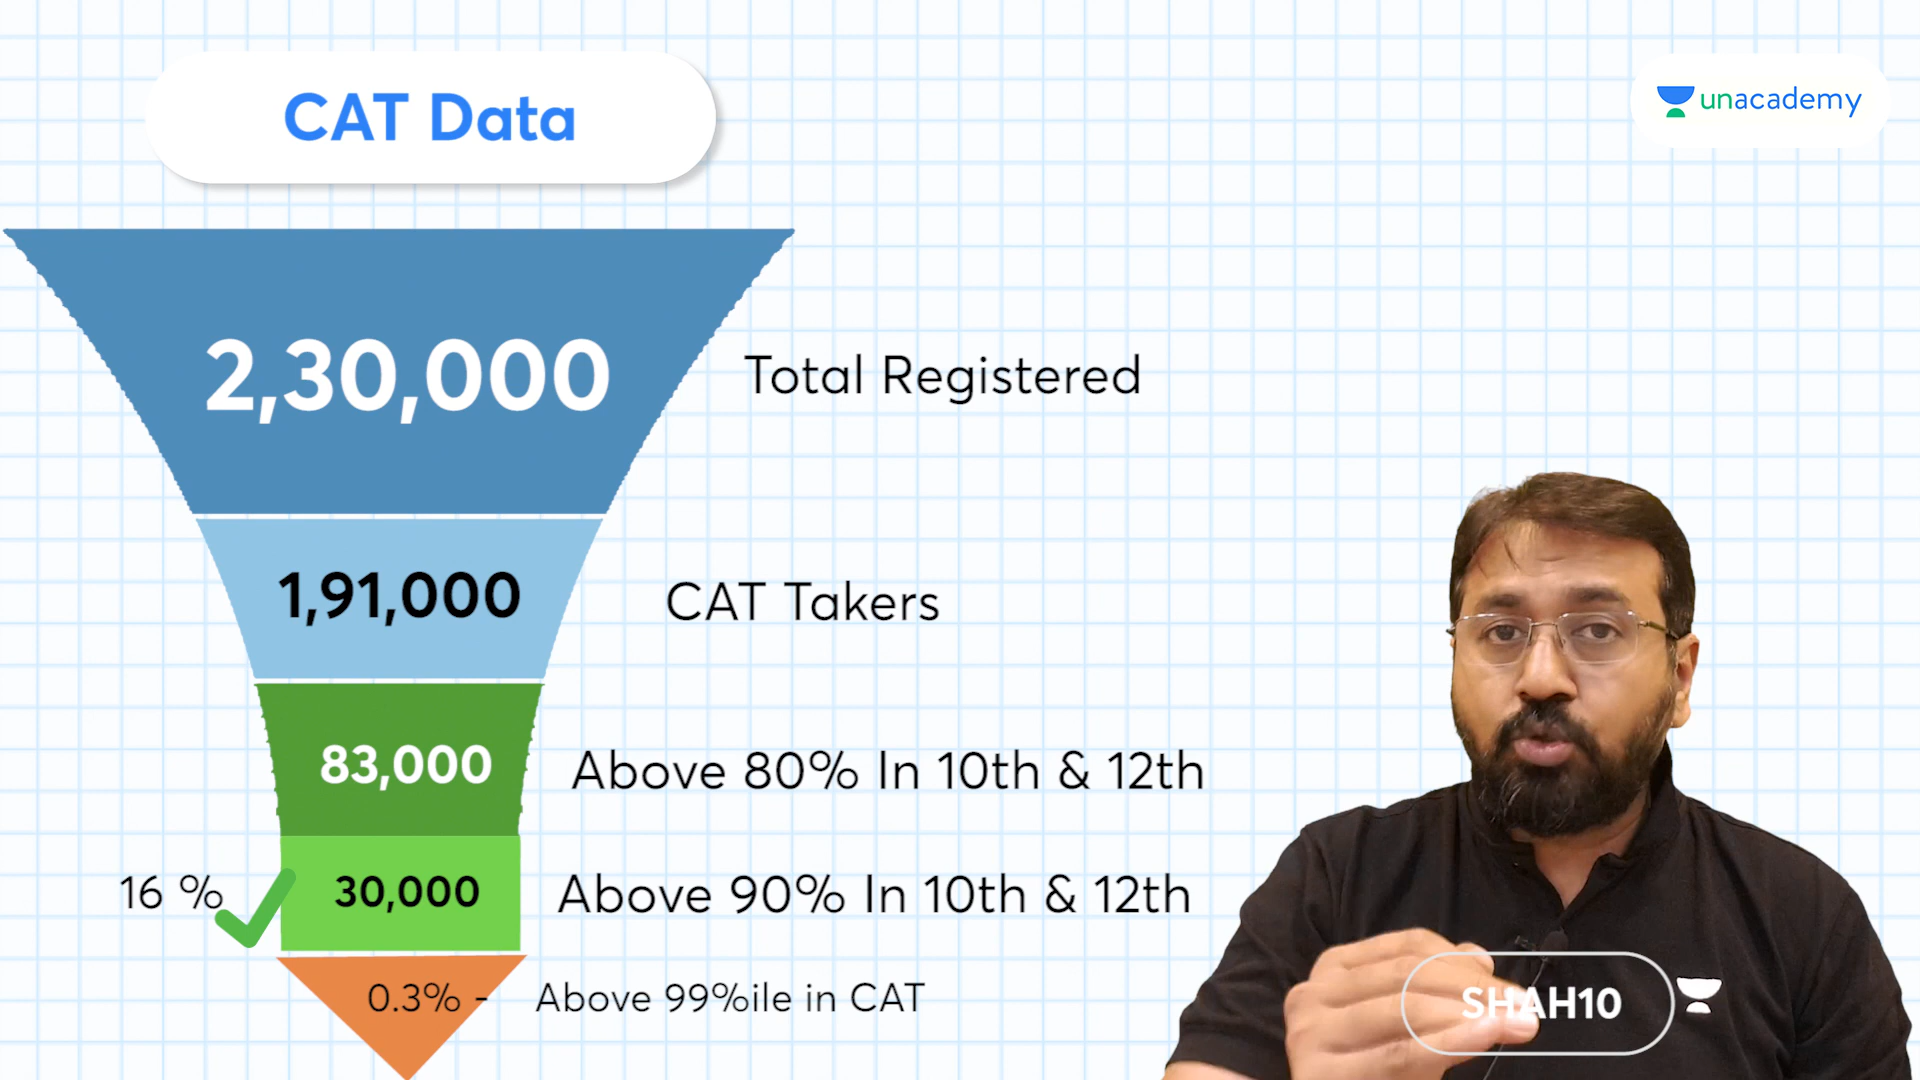 CAT Data
unacademy
2,30,000 Total Registered
1,91,000 CAT Takers
83,000 Above 80% In 10th & 12th
16 % 30,000 Above 90% In 10th & 12th
0.3% - Above 99%ile in CAT
SHAH10